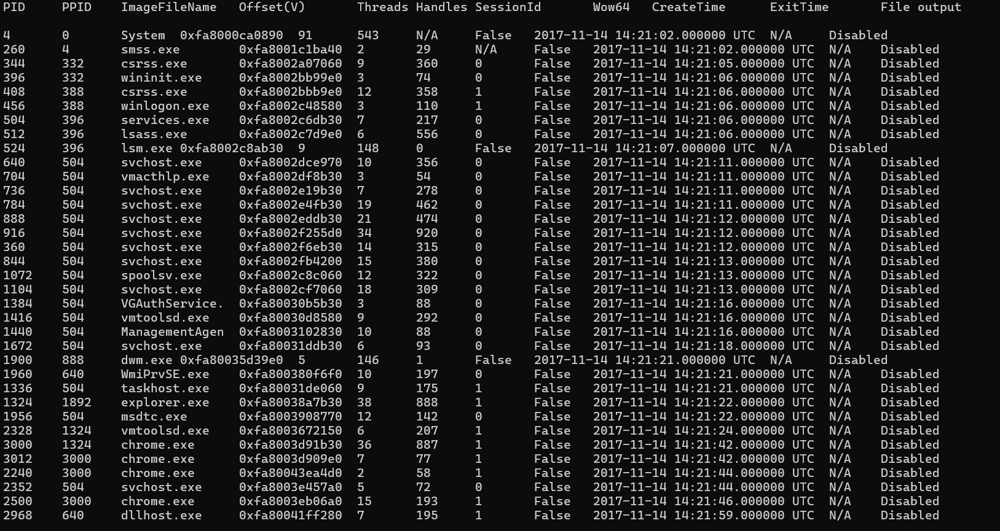 PID PPID ImageFileName Offset(V) Threads Handles SessionId Wow64 CreateTime ExitTime File output
4 0 System 0xfa8000ca0890 91 543 N/A False 2017-11-14 14:21:02.000000 UTC N/A Disabled
260 4 smss.exe 0xfa8001c1ba40 2 29 N/A False 2017-11-14 14:21:02.000000 UTC N/A Disabled
344 332 csrss.exe 0xfa8002a07060 9 360 0 False 2017-11-14 14:21:05.000000 UTC N/A Disabled
396 332 wininit.exe 0xfa8002bb99e0 3 74 0 False 2017-11-14 14:21:06.000000 UTC N/A Disabled
408 388 csrss.exe 0xfa8002bbb9e0 12 358 1 False 2017-11-14 14:21:06.000000 UTC N/A Disabled
456 388 winlogon.exe 0xfa8002c48580 3 110 1 False 2017-11-14 14:21:06.000000 UTC N/A Disabled
504 396 services.exe 0xfa8002c6db30 7 217 0 False 2017-11-14 14:21:06.000000 UTC N/A Disabled
512 396 lsass.exe 0xfa8002c7d9e0 6 556 0 False 2017-11-14 14:21:06.000000 UTC N/A Disabled
524 396 lsm.exe 0xfa8002c8ab30 9 148 0 False 2017-11-14 14:21:07.000000 UTC N/A Disabled
640 504 svchost.exe 0xfa8002dce970 10 356 0 False 2017-11-14 14:21:11.000000 UTC N/A Disabled
704 504 vmacthlp.exe 0xfa8002df8b30 3 54 0 False 2017-11-14 14:21:11.000000 UTC N/A Disabled
736 504 svchost.exe 0xfa8002e19b30 7 278 0 False 2017-11-14 14:21:11.000000 UTC N/A Disabled
784 504 svchost.exe 0xfa8002e4fb30 19 462 0 False 2017-11-14 14:21:11.000000 UTC N/A Disabled
888 504 svchost.exe 0xfa8002eddb30 21 474 0 False 2017-11-14 14:21:12.000000 UTC N/A Disabled
916 504 svchost.exe 0xfa8002f255d0 34 920 0 False 2017-11-14 14:21:12.000000 UTC N/A Disabled
360 504 svchost.exe 0xfa8002f6eb30 14 315 0 False 2017-11-14 14:21:12.000000 UTC N/A Disabled
844 504 svchost.exe 0xfa8002fb4200 15 380 0 False 2017-11-14 14:21:13.000000 UTC N/A Disabled
1072 504 spoolsv.exe 0xfa8002c8c060 12 322 0 False 2017-11-14 14:21:13.000000 UTC N/A Disabled
1104 504 svchost.exe 0xfa8002cf7060 18 309 0 False 2017-11-14 14:21:13.000000 UTC N/A Disabled
1384 504 VGAuthService. 0xfa80030b5b30 3 88 0 False 2017-11-14 14:21:16.000000 UTC N/A Disabled
1416 504 vmtoolsd.exe 0xfa80030d8580 9 292 0 False 2017-11-14 14:21:16.000000 UTC N/A Disabled
1440 504 ManagementAgen 0xfa8003102830 10 88 0 False 2017-11-14 14:21:16.000000 UTC N/A Disabled
1672 504 svchost.exe 0xfa80031ddb30 6 93 0 False 2017-11-14 14:21:18.000000 UTC N/A Disabled
1900 888 dwm.exe 0xfa80035d39e0 5 146 1 False 2017-11-14 14:21:21.000000 UTC N/A Disabled
1960 640 WmiPrvSE.exe 0xfa800380f6f0 10 197 0 False 2017-11-14 14:21:21.000000 UTC N/A Disabled
1336 504 taskhost.exe 0xfa80031de060 9 175 1 False 2017-11-14 14:21:21.000000 UTC N/A Disabled
1324 1892 explorer.exe 0xfa80038a7b30 38 888 1 False 2017-11-14 14:21:22.000000 UTC N/A Disabled
1956 504 msdtc.exe 0xfa8003908770 12 142 0 False 2017-11-14 14:21:22.000000 UTC N/A Disabled
2328 1324 vmtoolsd.exe 0xfa8003672150 6 207 1 False 2017-11-14 14:21:24.000000 UTC N/A Disabled
3000 1324 chrome.exe 0xfa8003d91b30 36 887 1 False 2017-11-14 14:21:42.000000 UTC N/A Disabled
3012 3000 chrome.exe 0xfa8003d909e0 7 77 1 False 2017-11-14 14:21:42.000000 UTC N/A Disabled
2240 3000 chrome.exe 0xfa80043ea4d0 2 58 1 False 2017-11-14 14:21:44.000000 UTC N/A Disabled
2352 504 svchost.exe 0xfa8003e457a0 5 72 0 False 2017-11-14 14:21:44.000000 UTC N/A Disabled
2500 3000 chrome.exe 0xfa8003eb06a0 15 193 1 False 2017-11-14 14:21:46.000000 UTC N/A Disabled
2968 640 dllhost.exe 0xfa80041ff280 7 195 1 False 2017-11-14 14:21:59.000000 UTC N/A Disabled